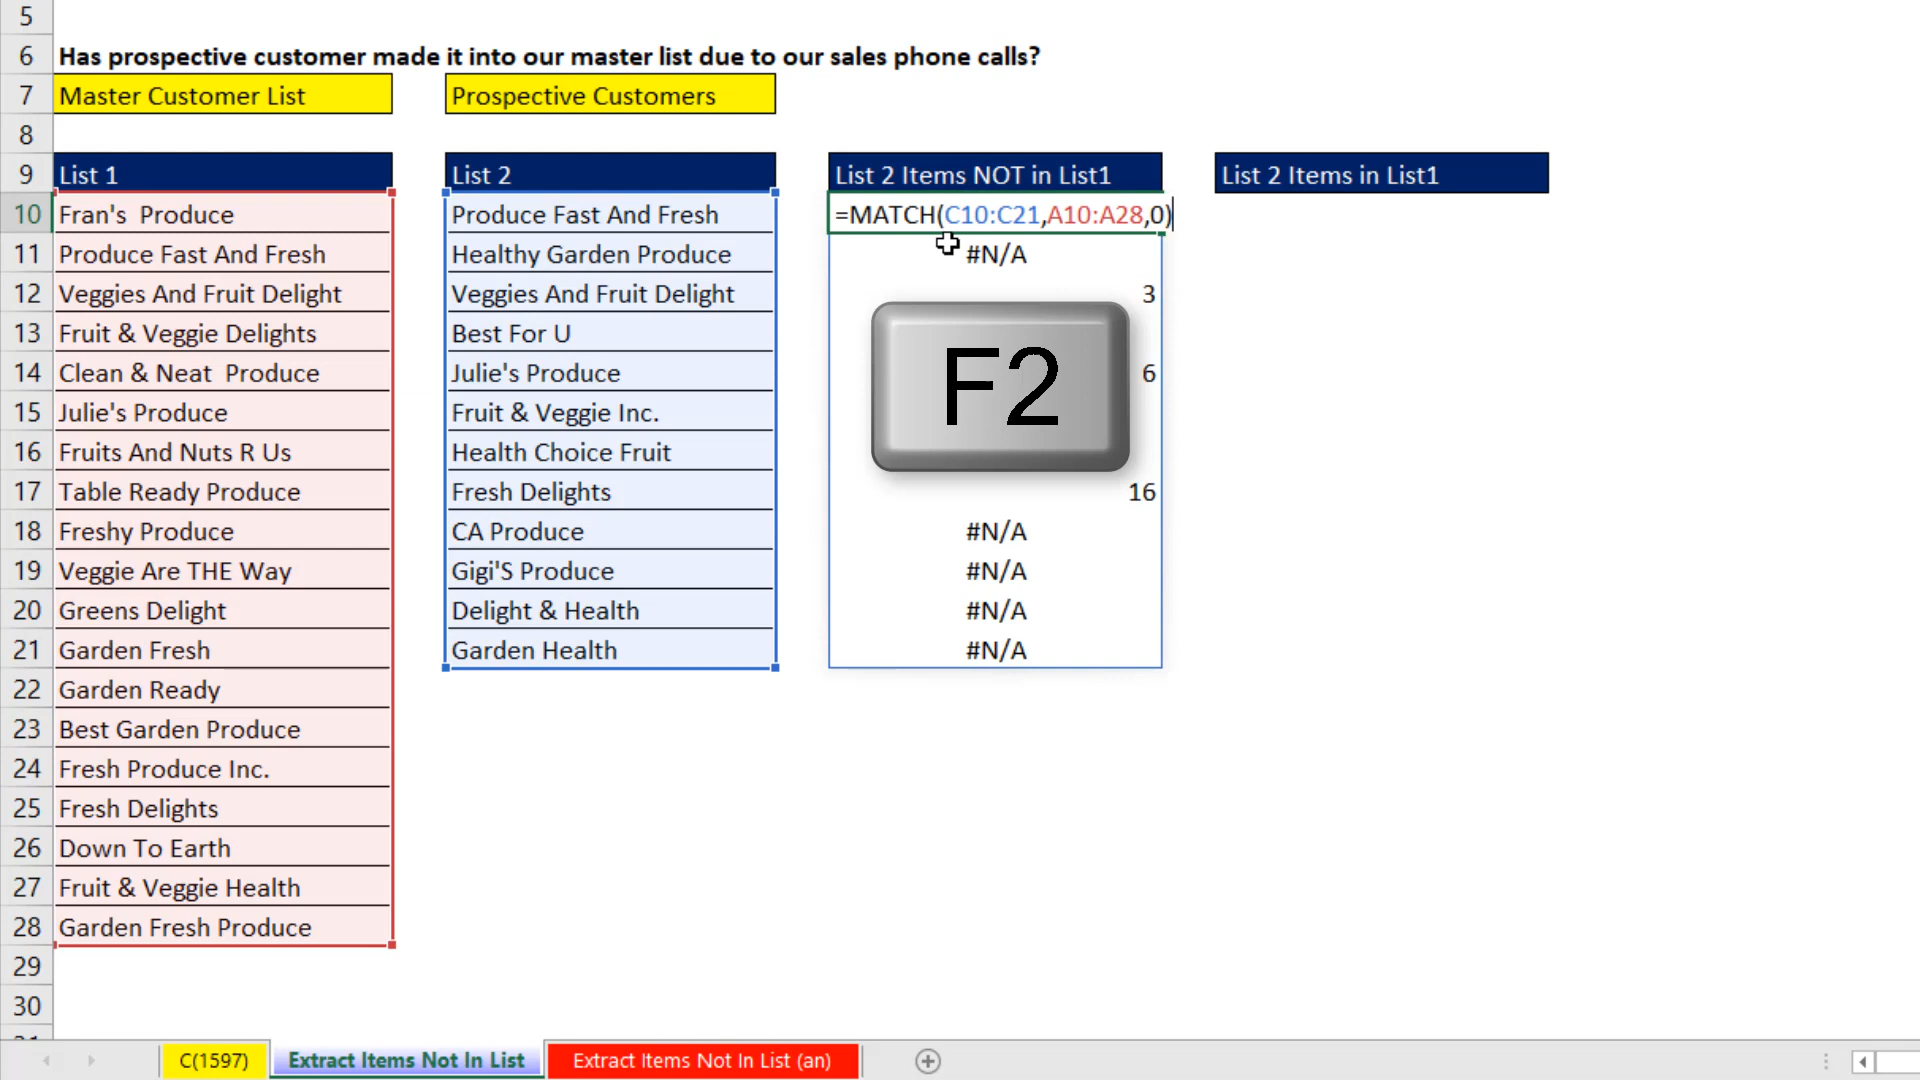 5
6 Has prospective customer made it into our master list due to our sales phone calls?
7 Master Customer List Prospective Customers
8
9 List 1 List 2 List 2 Items NOT in List1 List 2 Items in List1
10 Fran's  Produce Produce Fast And Fresh =MATCH(C10:C21,A10:A28,0)
11 Produce Fast And Fresh Healthy Garden Produce #N/A
12 Veggies And Fruit Delight Veggies And Fruit Delight 3
13 Fruit & Veggie Delights Best For U
14 Clean & Neat  Produce Julie's Produce 6
F2
15 Julie's Produce Fruit & Veggie Inc.
16 Fruits And Nuts R Us Health Choice Fruit
17 Table Ready Produce Fresh Delights 16
18 Freshy Produce CA Produce #N/A
19 Veggie Are THE Way Gigi'S Produce #N/A
20 Greens Delight Delight & Health #N/A
21 Garden Fresh Garden Health #N/A
22 Garden Ready
23 Best Garden Produce
24 Fresh Produce Inc.
25 Fresh Delights
26 Down To Earth
27 Fruit & Veggie Health
28 Garden Fresh Produce
29
30
C(1597) Extract Items Not In List Extract Items Not In List (an)